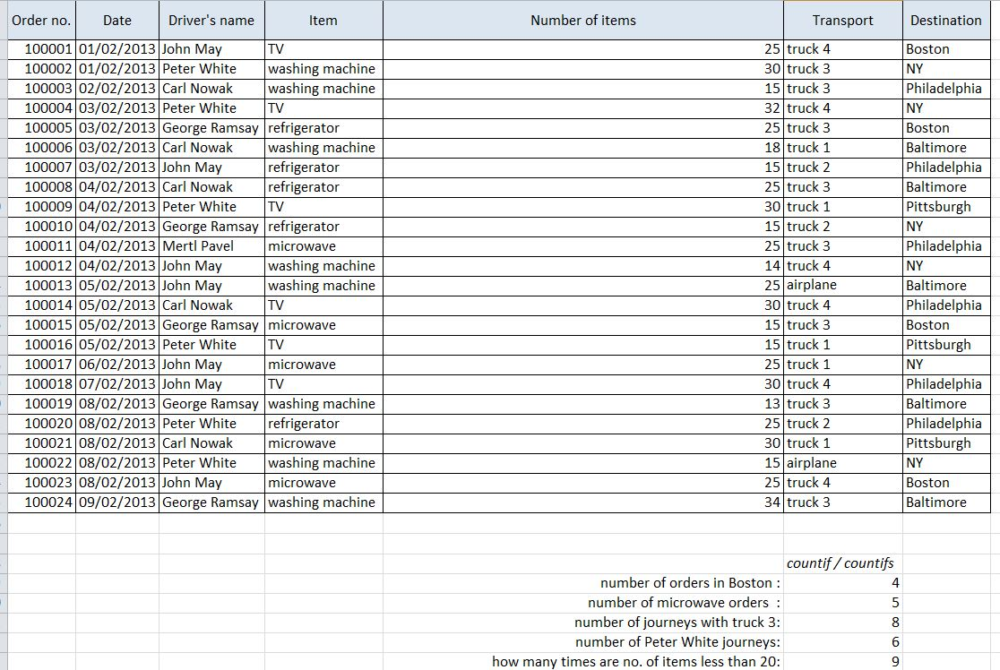 Order no. Date Driver's name Item Number of items Transport Destination
100001 01/02/2013 John May TV 25 truck 4 Boston
100002 01/02/2013 Peter White washing machine 30 truck 3 NY
100003 02/02/2013 Carl Nowak washing machine 15 truck 3 Philadelphia
100004 03/02/2013 Peter White TV 32 truck 4 NY
100005 03/02/2013 George Ramsay refrigerator 25 truck 3 Boston
100006 03/02/2013 Carl Nowak washing machine 18 truck 1 Baltimore
100007 03/02/2013 John May refrigerator 15 truck 2 Philadelphia
100008 04/02/2013 Carl Nowak refrigerator 25 truck 3 Baltimore
100009 04/02/2013 Peter White TV 30 truck 1 Pittsburgh
100010 04/02/2013 George Ramsay refrigerator 15 truck 2 NY
100011 04/02/2013 Mertl Pavel microwave 25 truck 3 Philadelphia
100012 04/02/2013 John May washing machine 14 truck 4 NY
100013 05/02/2013 John May washing machine 25 airplane Baltimore
100014 05/02/2013 Carl Nowak TV 30 truck 4 Philadelphia
100015 05/02/2013 George Ramsay microwave 15 truck 3 Boston
100016 05/02/2013 Peter White TV 15 truck 1 Pittsburgh
100017 06/02/2013 John May microwave 25 truck 1 NY
100018 07/02/2013 John May TV 30 truck 4 Philadelphia
100019 08/02/2013 George Ramsay washing machine 13 truck 3 Baltimore
100020 08/02/2013 Peter White refrigerator 25 truck 2 Philadelphia
100021 08/02/2013 Carl Nowak microwave 30 truck 1 Pittsburgh
100022 08/02/2013 Peter White washing machine 15 airplane NY
100023 08/02/2013 John May microwave 25 truck 4 Boston
100024 09/02/2013 George Ramsay washing machine 34 truck 3 Baltimore
countif / countifs
number of orders in Boston : 4
number of microwave orders : 5
number of journeys with truck 3: 8
number of Peter White journeys: 6
how many times are no. of items less than 20: 9